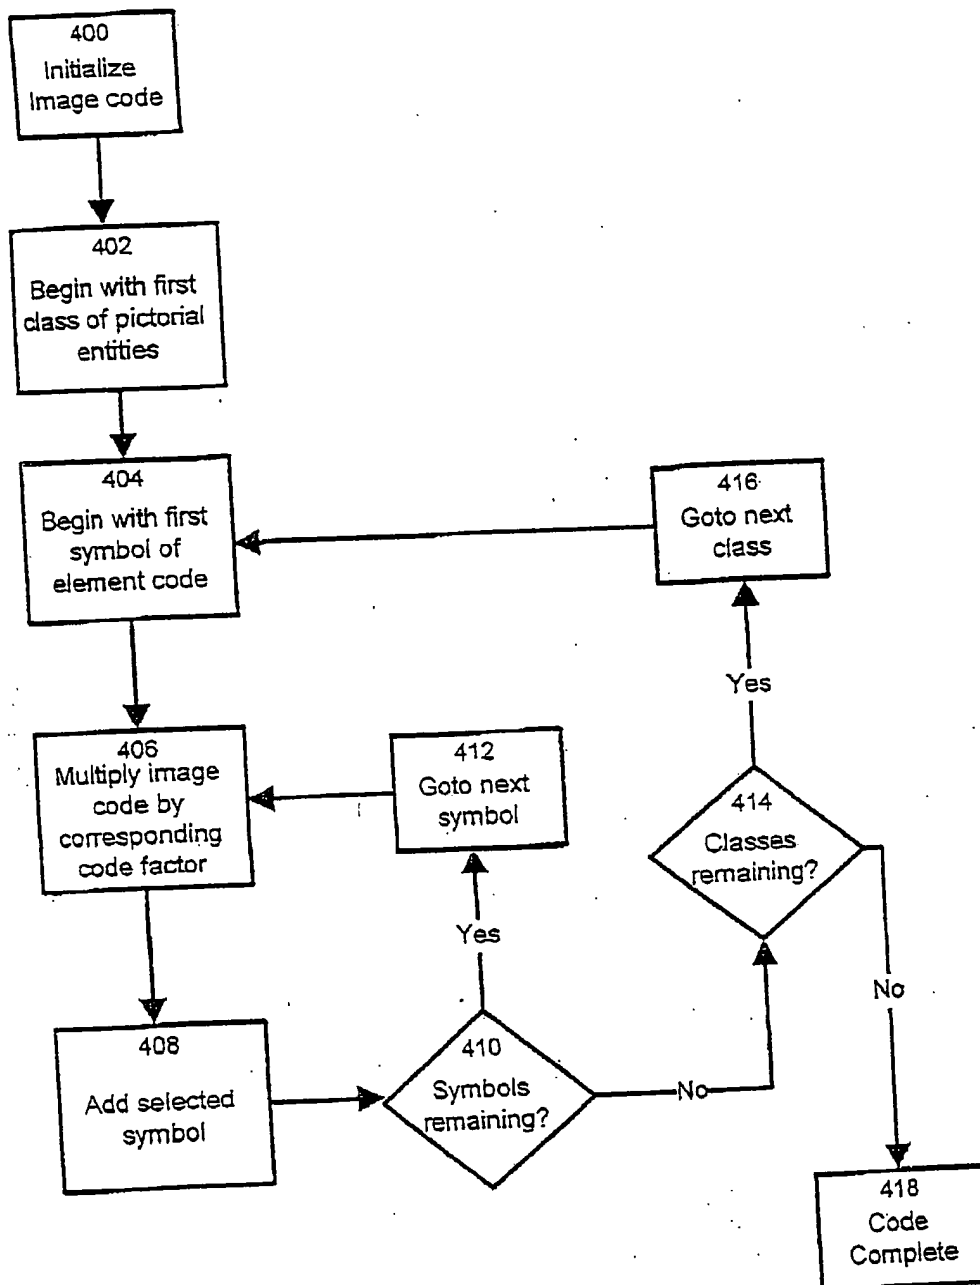 400
Initialize
Image code
402
Begin with first
class of pictorial
entities
404
Begin with first
symbol of
element code
416
Goto next
class
Yes
406
Multiply image
code by
corresponding
code factor
412
Goto next
symbol
414
Classes
remaining?
Yes
No
408
Add selected
symbol
410
Symbols
remaining?
No
418
Code
Complete